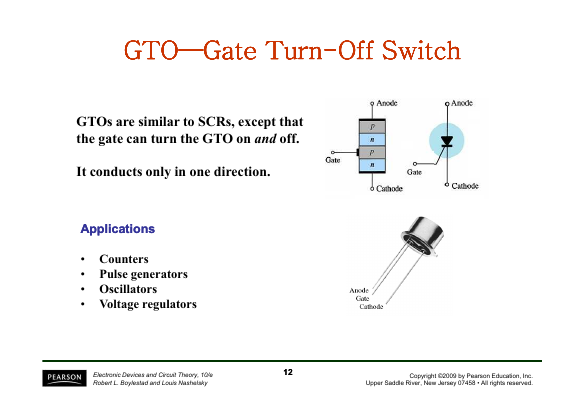 GTO—Gate Turn-Off Switch
GTOs are similar to SCRs, except that
the gate can turn the GTO on and off.
It conducts only in one direction.
Anode
p
n
p
n
Gate
Cathode
Anode
Gate
Cathode
Applications
• Counters
• Pulse generators
• Oscillators
• Voltage regulators
Anode
Gate
Cathode
PEARSON
Electronic Devices and Circuit Theory, 10/e
Robert L. Boylestad and Louis Nashelsky
12
Copyright ©2009 by Pearson Education, Inc.
Upper Saddle River, New Jersey 07458 • All rights reserved.